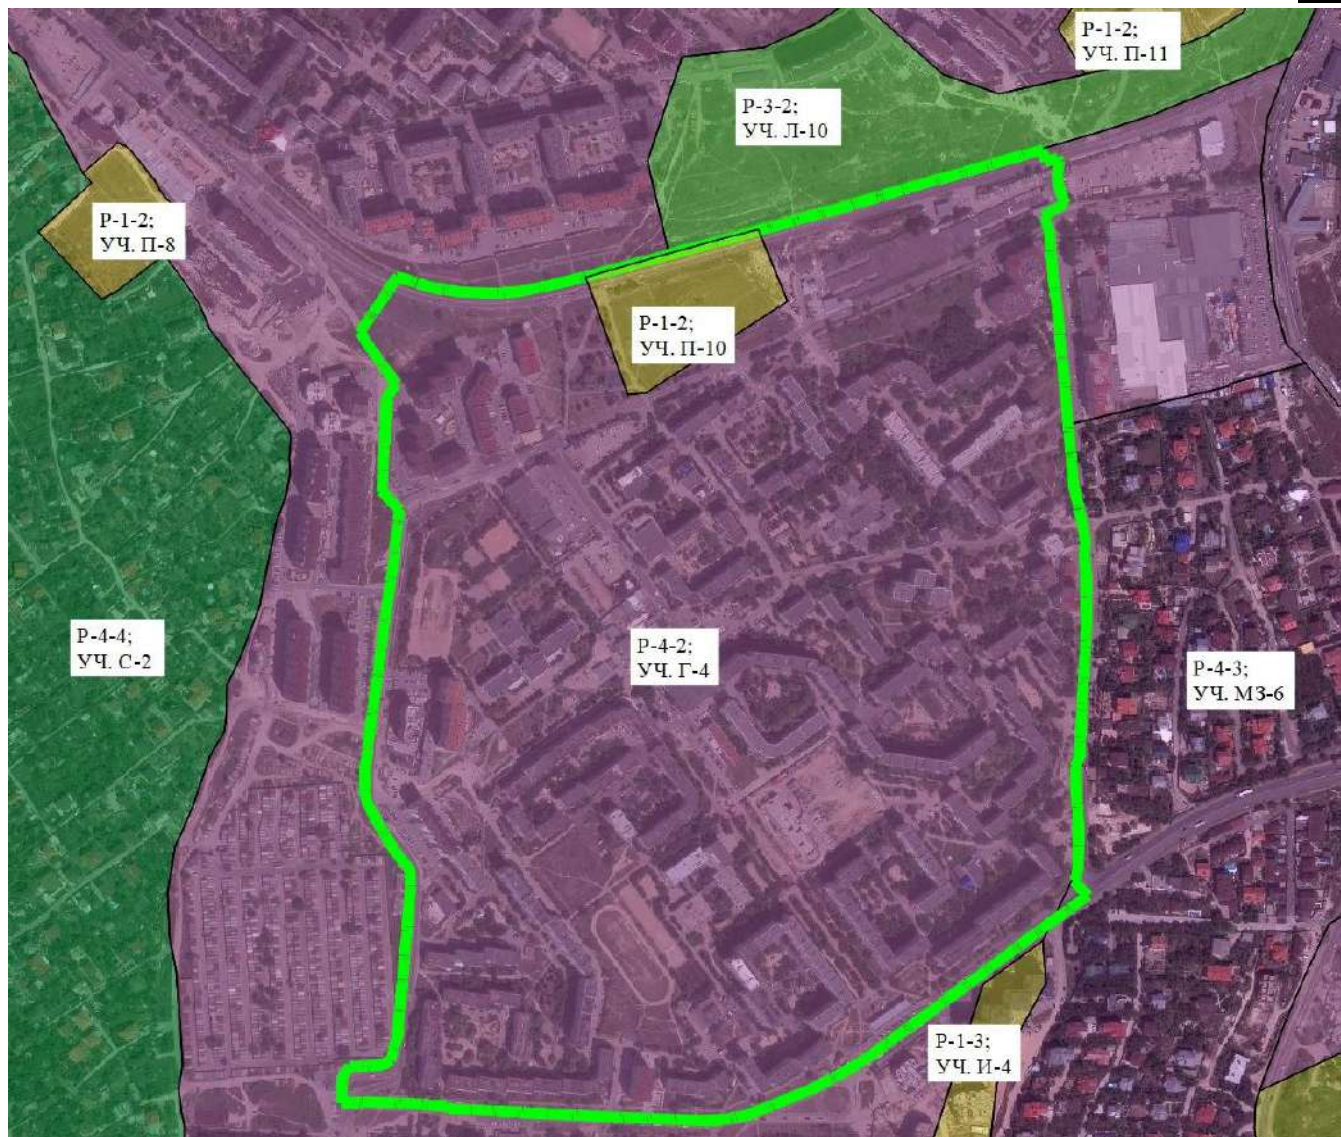 Р-1-2;
УЧ. П-11
Р-3-2;
УЧ. Л-10
Р-1-2;
УЧ. П-8
Р-1-2;
УЧ. П-10
Р-4-4;
УЧ. С-2
Р-4-2;
УЧ. Г-4
Р-4-3;
УЧ. МЗ-6
Р-1-3;
УЧ. И-4